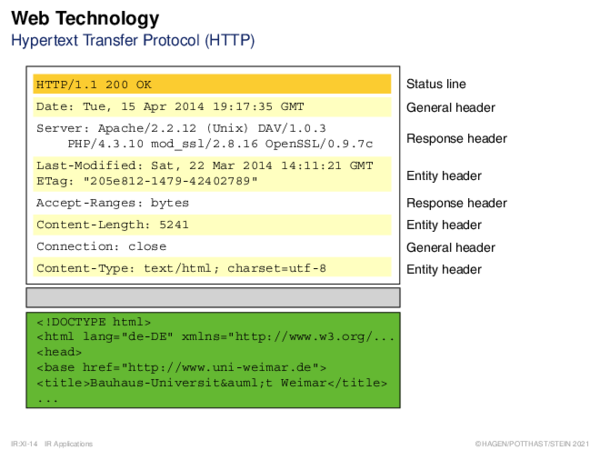 Web Technology
Hypertext Transfer Protocol (HTTP)
HTTP/1.1 200 OK Status line
Date: Tue, 15 Apr 2014 19:17:35 GMT General header
Server: Apache/2.2.12 (Unix) DAV/1.0.3
PHP/4.3.10 mod_ssl/2.8.16 OpenSSL/0.9.7c Response header
Last-Modified: Sat, 22 Mar 2014 14:11:21 GMT
ETag: "205e812-1479-42402789" Entity header
Accept-Ranges: bytes Response header
Content-Length: 5241 Entity header
Connection: close General header
Content-Type: text/html; charset=utf-8 Entity header
<!DOCTYPE html>
<html lang="de-DE" xmlns="http://www.w3.org/...
<head>
<base href="http://www.uni-weimar.de">
<title>Bauhaus-Universit&auml;t Weimar</title>
...
IR:XI-14 IR Applications ©HAGEN/POTTHAST/STEIN 2021